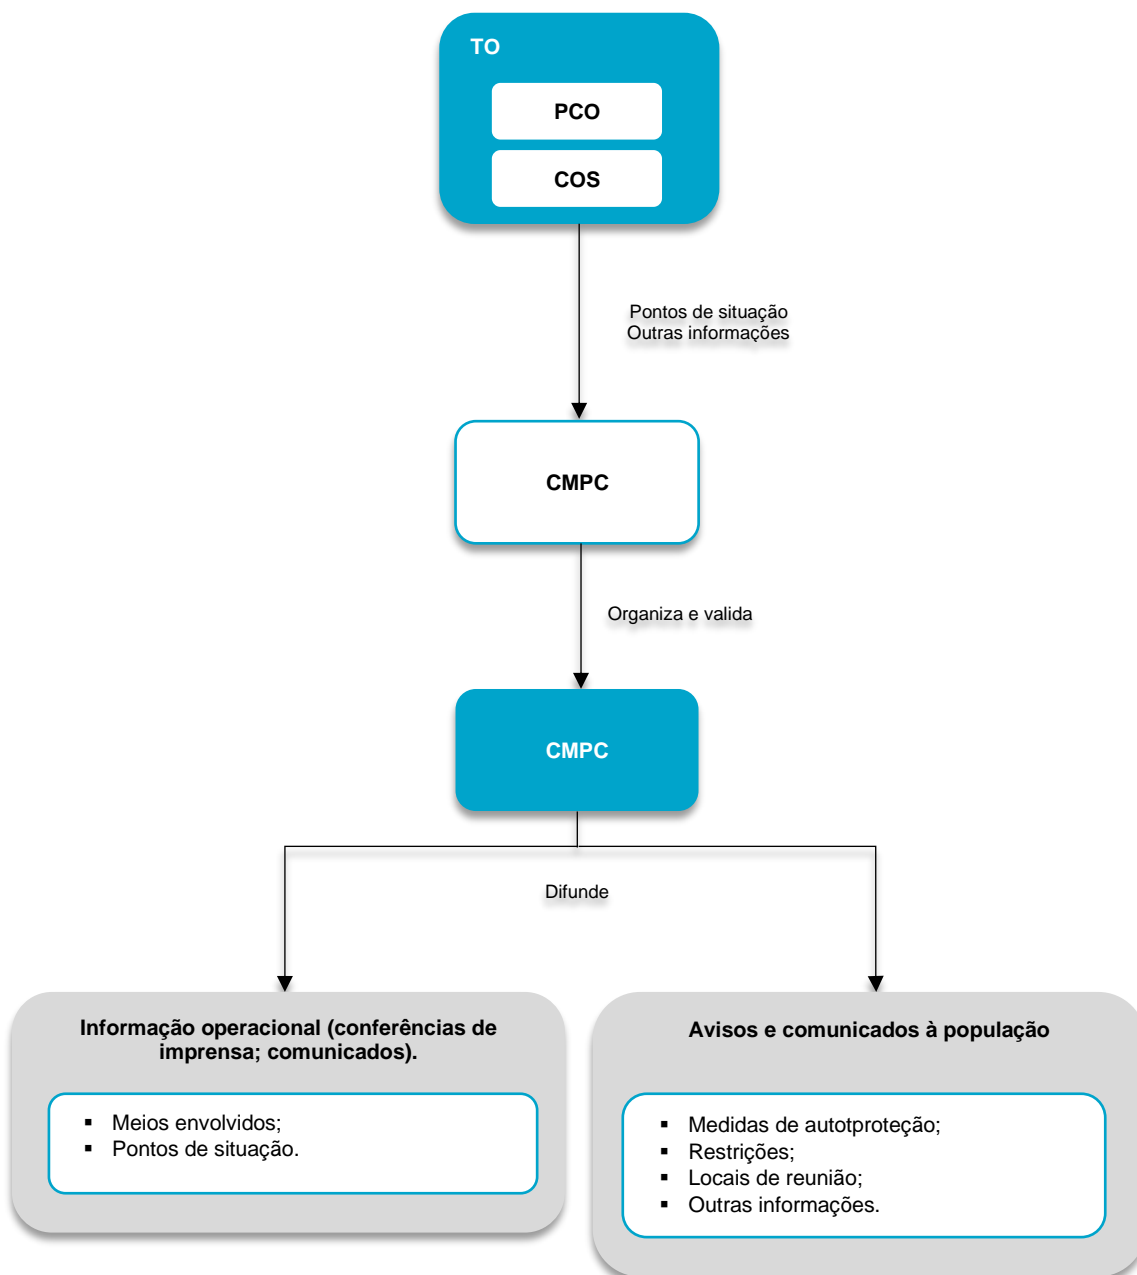 TO
PCO
COS
Pontos de situação
Outras informações
CMPC
Organiza e valida
CMPC
Difunde
Informação operacional (conferências de
imprensa; comunicados).
▪ Meios envolvidos;
▪ Pontos de situação.
Avisos e comunicados à população
▪ Medidas de autotproteção;
▪ Restrições;
▪ Locais de reunião;
▪ Outras informações.